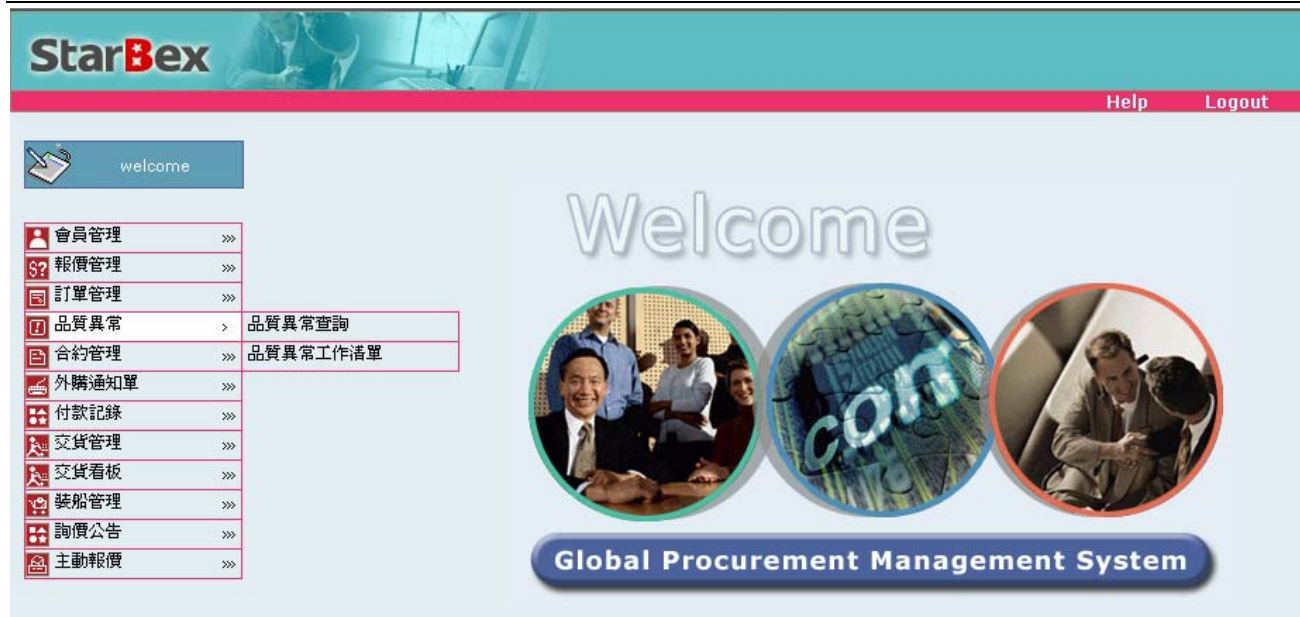 StarBex
Help Logout
welcome
Welcome
會員管理 »»
報價管理 »»
訂單管理 »»
品質異常 › 品質異常查詢
合約管理 »» 品質異常工作清單
外購通知單 »»
付款記錄 »»
交貨管理 »»
交貨看板 »»
裝船管理 »»
詢價公告 »»
主動報價 »»
com
Global Procurement Management System